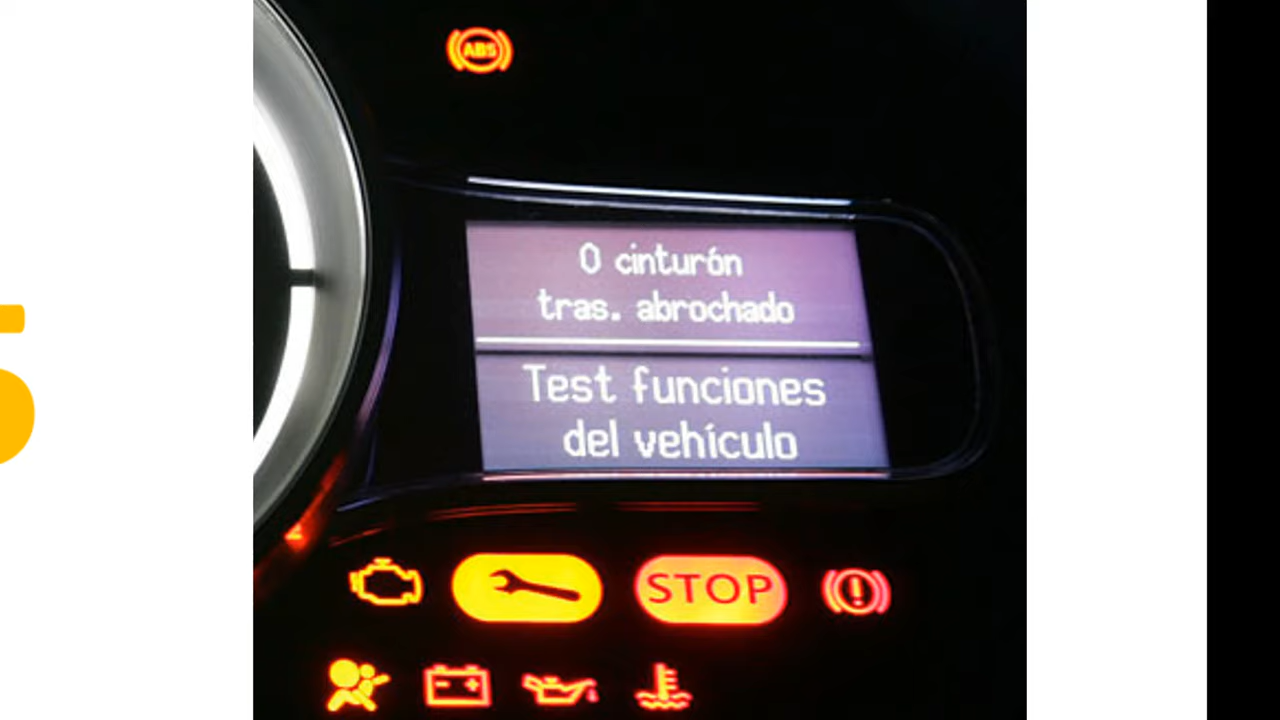 ABS
0 cinturón
tras. abrochado
Test funciones
del vehículo
STOP